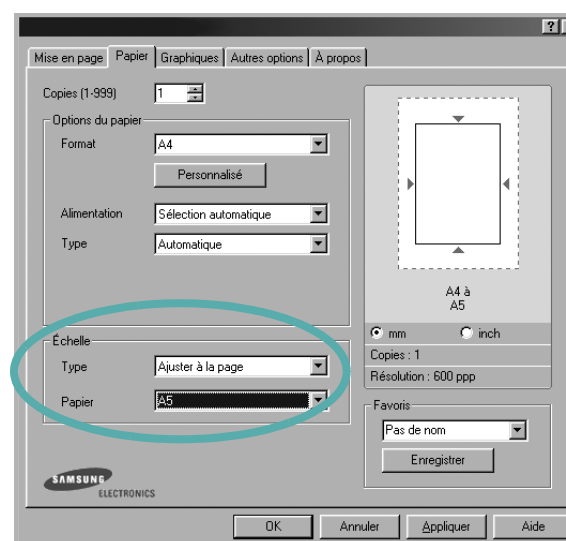 ?
Mise en page Papier Graphiques Autres options À propos
Copies (1-999) 1
Options du papier
Format A4
Personnalisé
Alimentation Sélection automatique
Type Automatique
A4 à
A5
mm inch
Copies : 1
Résolution : 600 ppp
Échelle
Type Ajuster à la page
Papier A5
Favoris
Pas de nom
Enregistrer
SAMSUNG
ELECTRONICS
OK Annuler Appliquer Aide